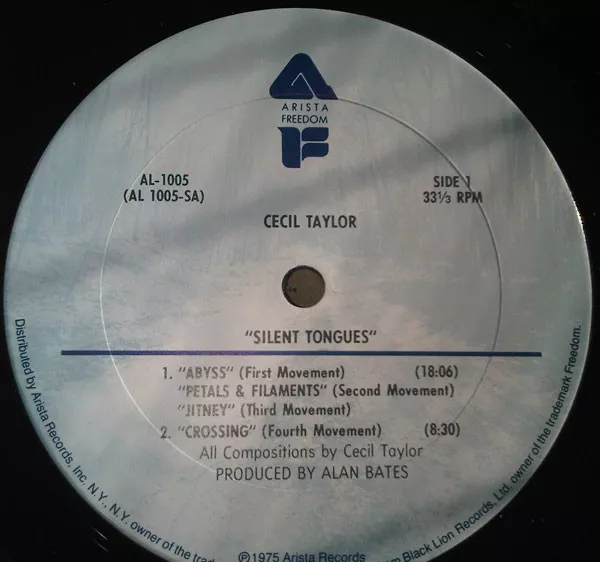 ARISTA
FREEDOM
AL-1005
(AL 1005-SA)
SIDE 1
33⅓ RPM
CECIL TAYLOR
"SILENT TONGUES"
1. "ABYSS" (First Movement) (18:06)
"PETALS & FILAMENTS" (Second Movement)
"JITNEY" (Third Movement)
2. "CROSSING" (Fourth Movement) (8:30)
All Compositions by Cecil Taylor
PRODUCED BY ALAN BATES
Distributed by Arista Records, Inc. N.Y., N.Y. owner of the
Black Lion Records, Ltd. owner of the trademark Freedom.
℗1975 Arista Records